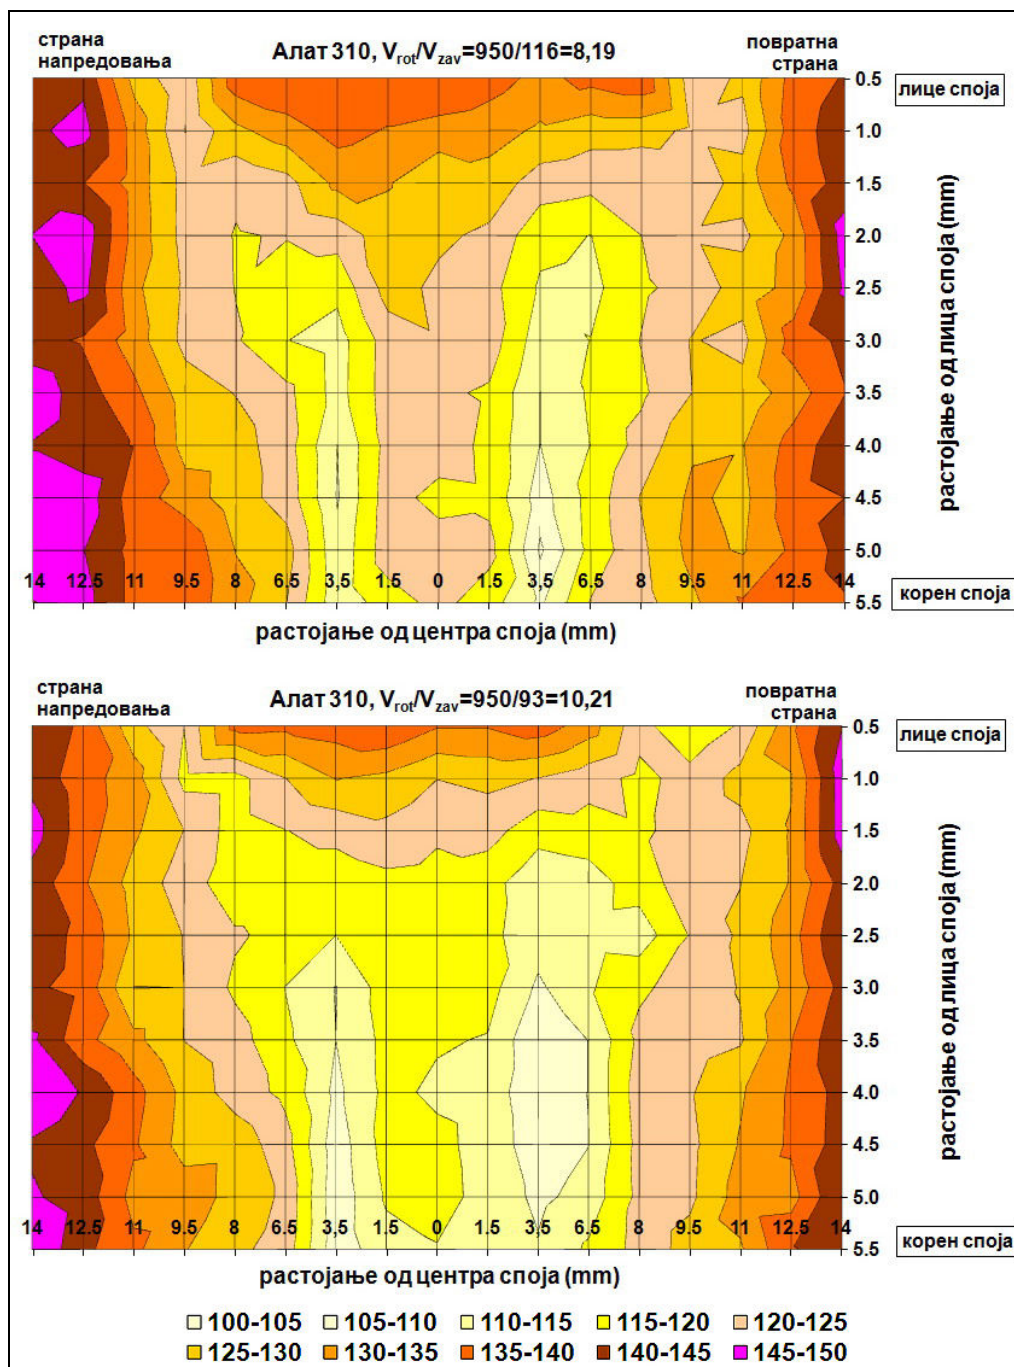 страна
напредовања
Алат 310, Vrot/Vzav=950/116=8,19
повратна
страна
лице споја
0.5
1.0
1.5
2.0
2.5
3.0
3.5
4.0
4.5
5.0
5.5
растојање од лица споја (mm)
14 12.5 11 9.5 8 6.5 3,5 1.5 0 1.5 3,5 6.5 8 9.5 11 12.5 14
корен споја
растојање од центра споја (mm)
страна
напредовања
Алат 310, Vrot/Vzav=950/93=10,21
повратна
страна
лице споја
0.5
1.0
1.5
2.0
2.5
3.0
3.5
4.0
4.5
5.0
5.5
растојање од лица споја (mm)
14 12.5 11 9.5 8 6.5 3,5 1.5 0 1.5 3,5 6.5 8 9.5 11 12.5 14
корен споја
растојање од центра споја (mm)
100-105 105-110 110-115 115-120 120-125
125-130 130-135 135-140 140-145 145-150